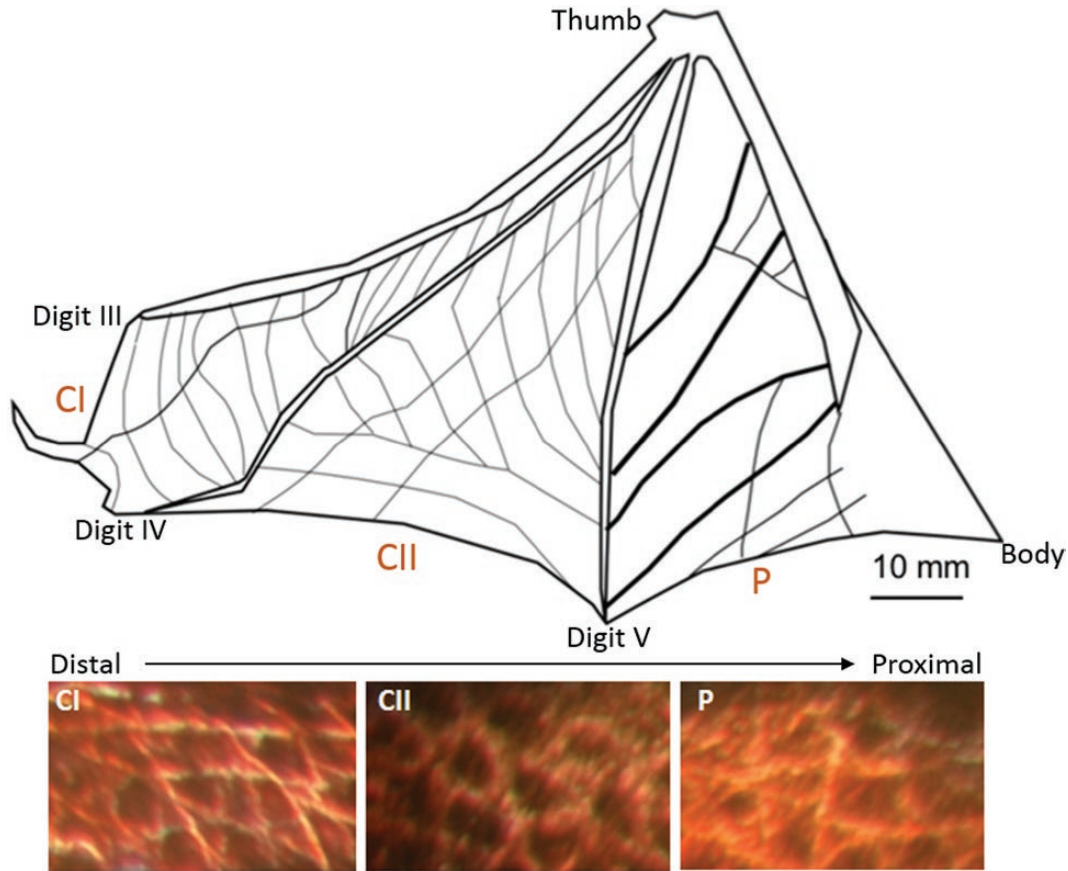 Thumb
Digit III
CI
Digit IV
CII
P
Body
10 mm
Digit V
Distal
Proximal
CI
CII
P